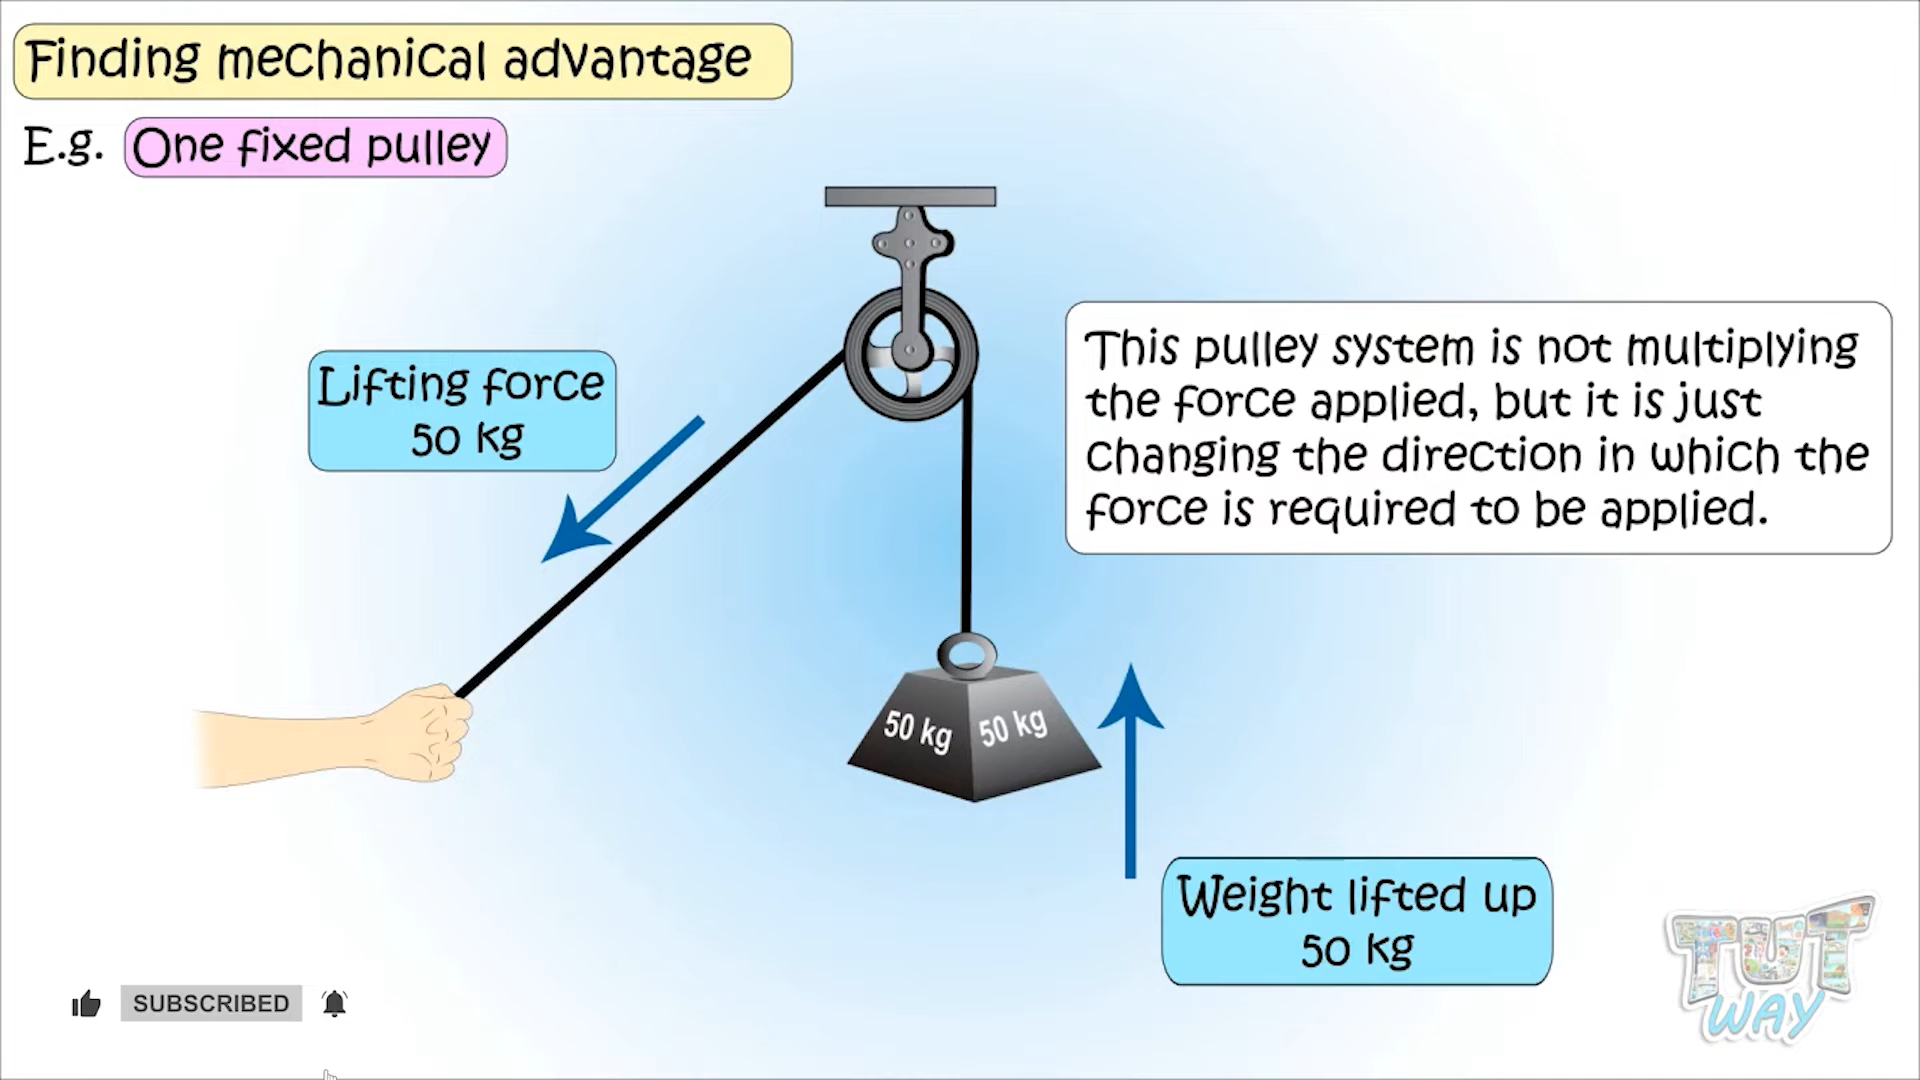 Finding mechanical advantage
E.g. One fixed pulley
Lifting force
50 kg
This pulley system is not multiplying
the force applied, but it is just
changing the direction in which the
force is required to be applied.
50 kg 50 kg
Weight lifted up
50 kg
SUBSCRIBED
TUT
WAY